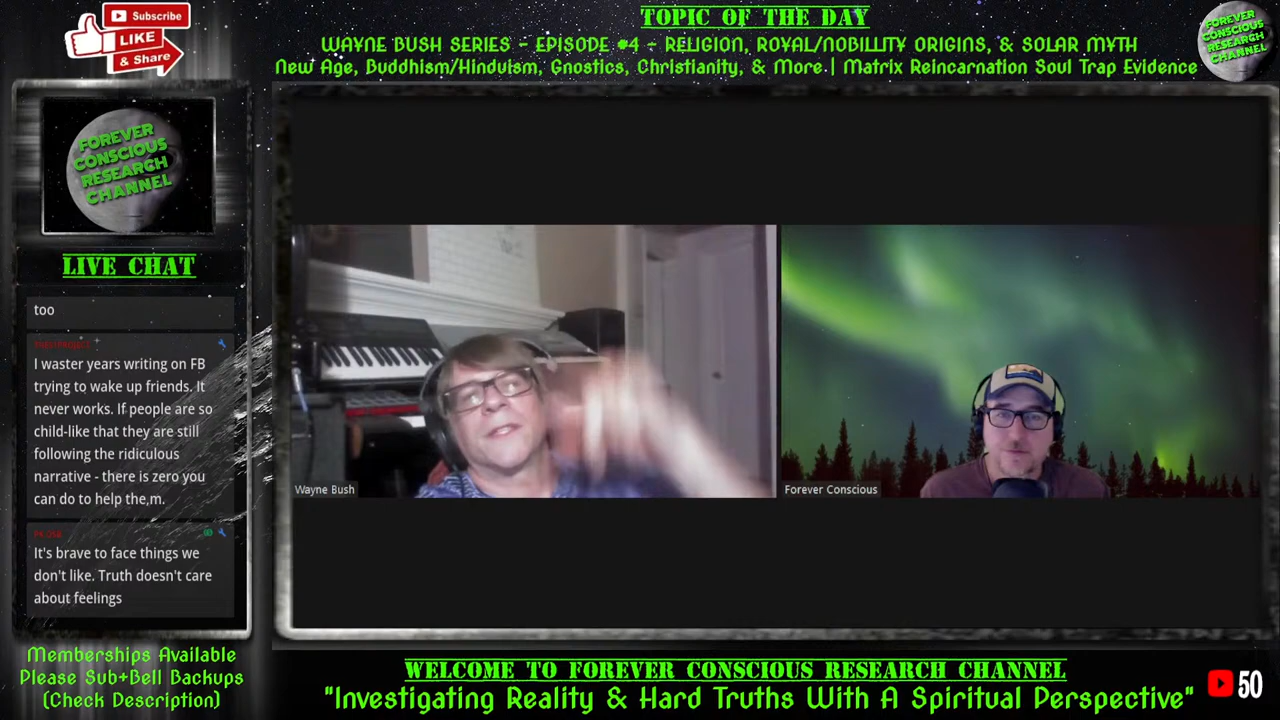 Subscribe
LIKE
& Share
TOPIC OF THE DAY
WAYNE BUSH SERIES - EPISODE #4 - RELIGION, ROYAL/NOBILLITY ORIGINS, & SOLAR MYTH
New Age, Buddhism/Hinduism, Gnostics, Christianity, & More | Matrix Reincarnation Soul Trap Evidence
FOREVER
CONSCIOUS
RESEARCH
CHANNEL
FOREVER
CONSCIOUS
RESEARCH
CHANNEL
LIVE CHAT
too
I waster years writing on FB
trying to wake up friends. It
never works. If people are so
child-like that they are still
following the ridiculous
narrative - there is zero you
can do to help the,m.
It's brave to face things we
don't like. Truth doesn't care
about feelings
Wayne Bush
Forever Conscious
Memberships Available
Please Sub+Bell Backups
(Check Description)
WELCOME TO FOREVER CONSCIOUS RESEARCH CHANNEL
"Investigating Reality & Hard Truths With A Spiritual Perspective"
50